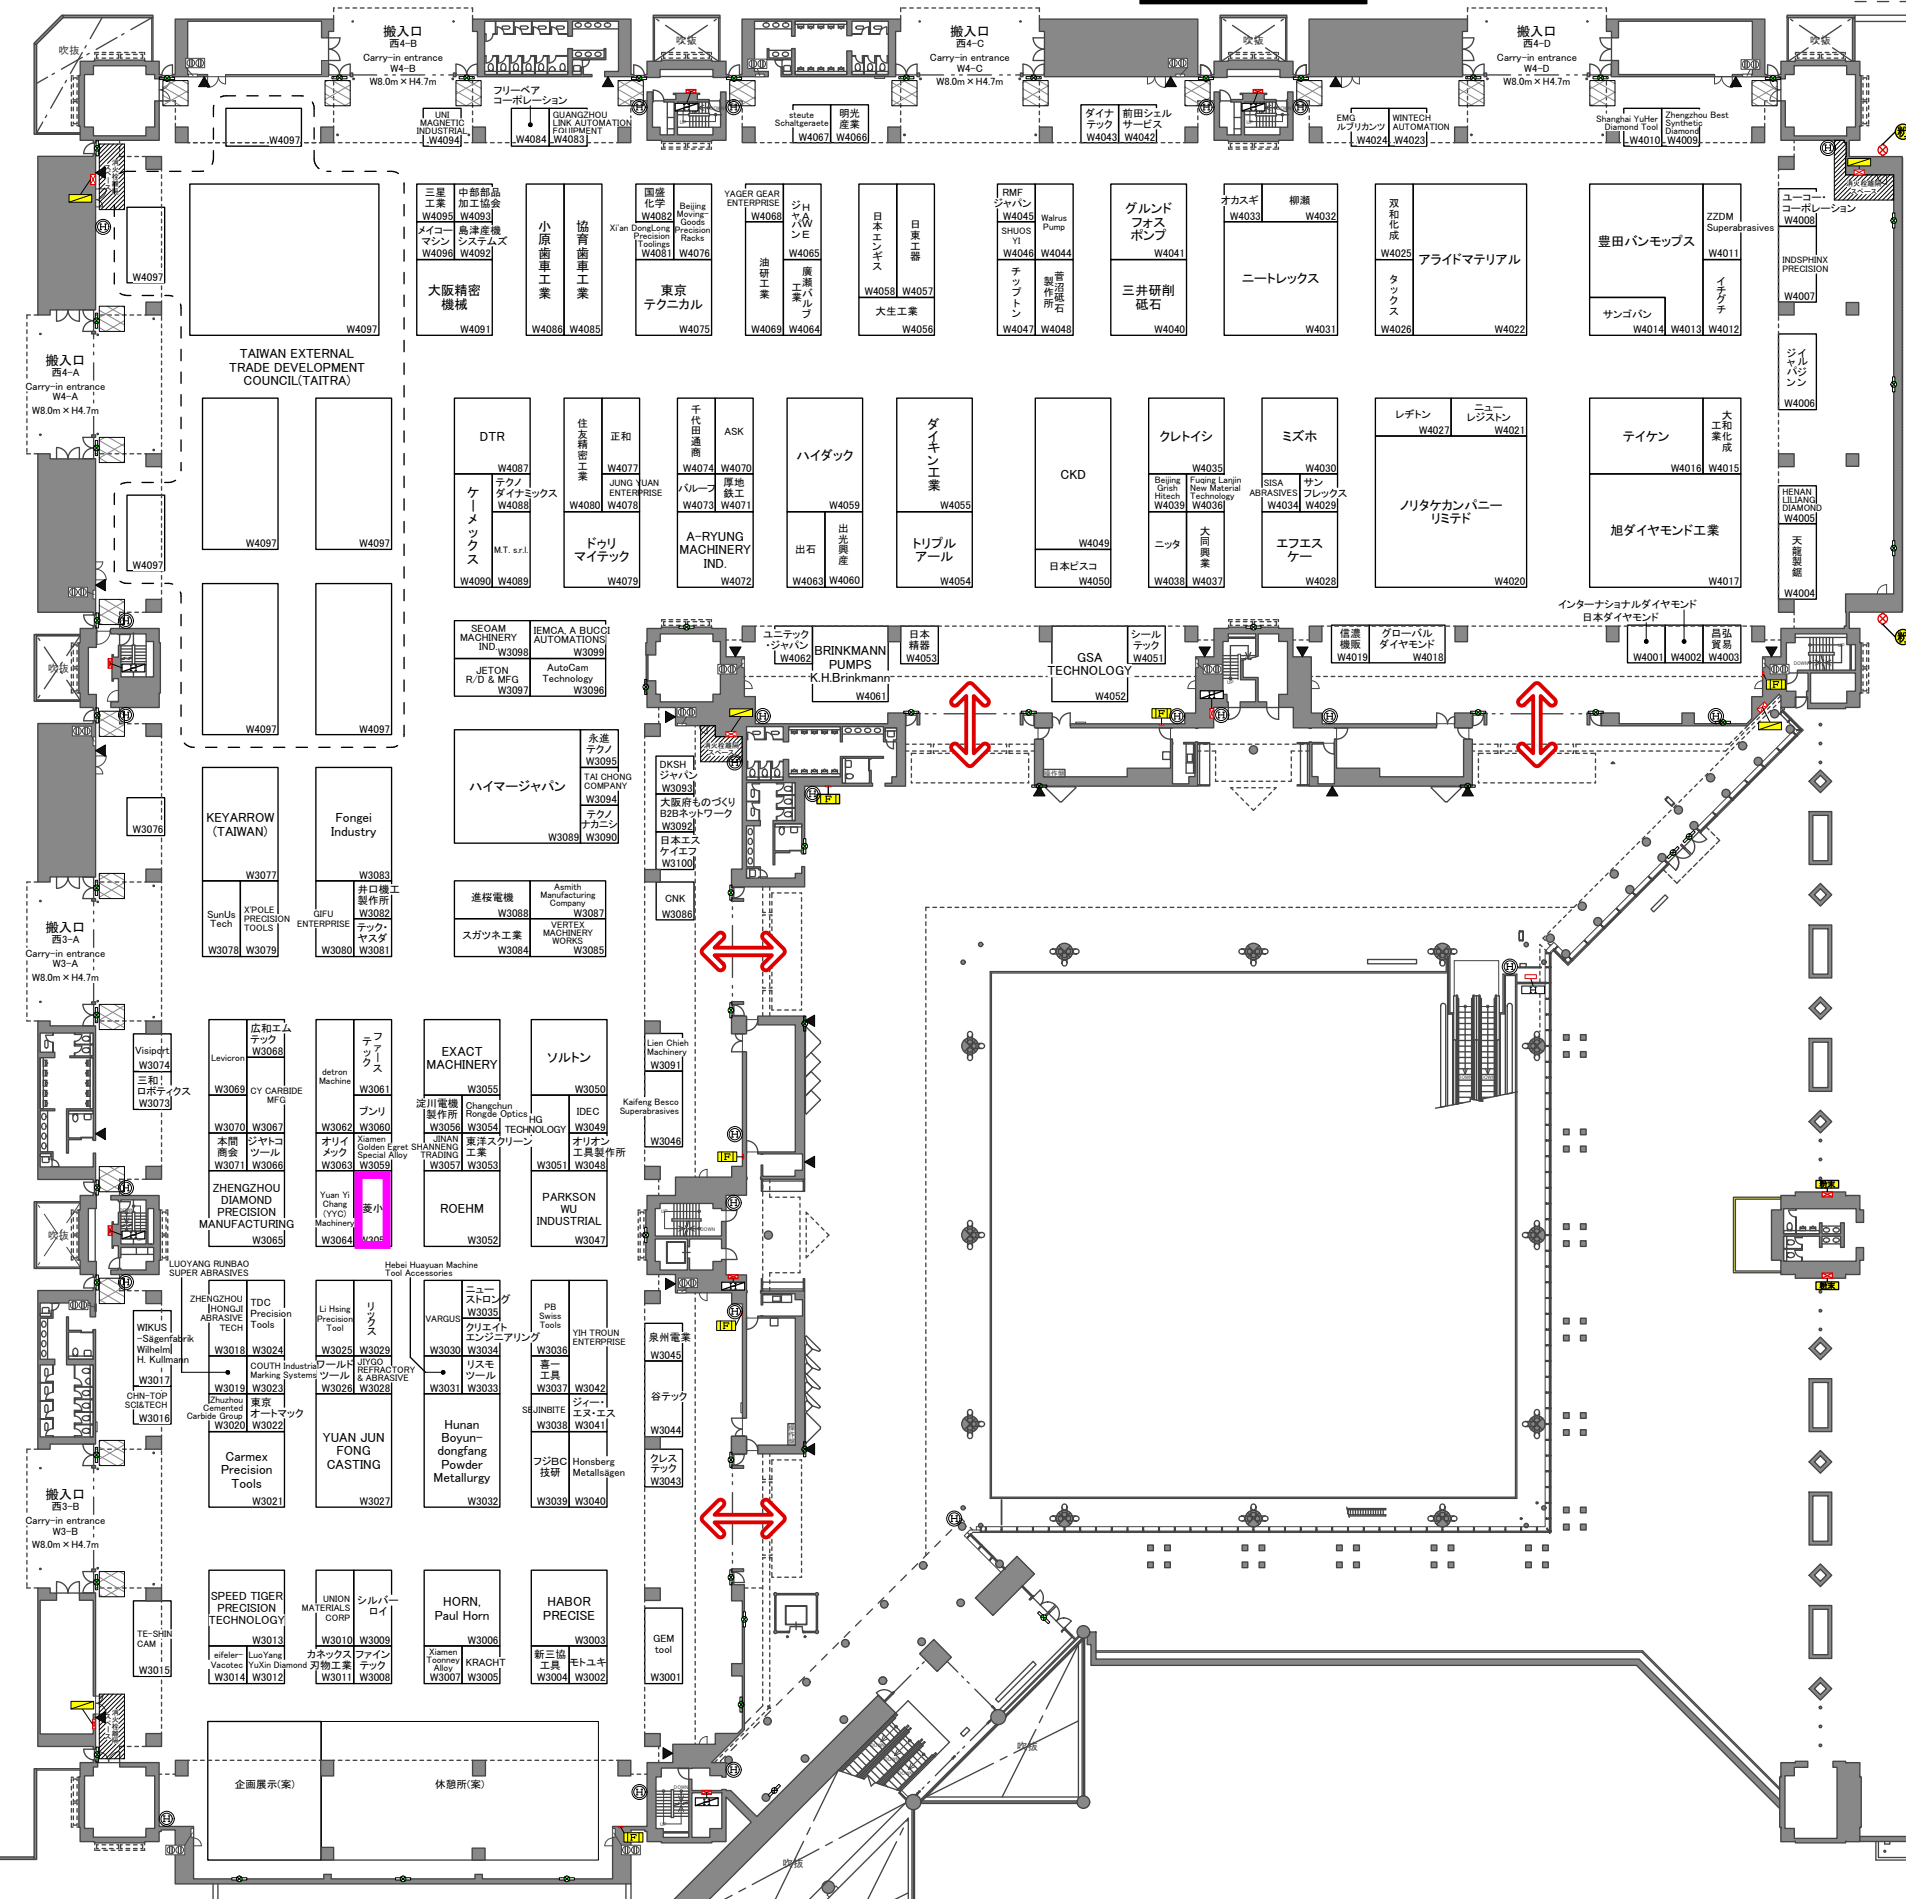 搬入口
西4-B
Carry-in entrance
W4-B
W8.0m×H4.7m
搬入口
西4-C
Carry-in entrance
W4-C
W8.0m×H4.7m
搬入口
西4-D
Carry-in entrance
W4-D
W8.0m×H4.7m
吹抜
吹抜
吹抜
吹抜
W4097
UNI
MAGNETIC
INDUSTRIAL
W4094
フリーベア
コーポレーション
W4084
GUANGZHOU
LINK AUTOMATION
EQUIPMENT
W4083
steute
Schaltgeraete
W4067
明光
産業
W4066
ダイナ
テック
W4043
前田シェル
サービス
W4042
EMG
ルブリカンツ
W4024
WINTECH
AUTOMATION
W4023
Shanghai YuHer
Diamond Tool
W4010
Zhengzhou Best
Synthetic
Diamond
W4009
W4097
W4097
三星
工業
W4095
中部部品
加工協会
W4093
メイコー
マシン
W4096
島津産機
システムズ
W4092
大阪精密
機械
W4091
小原歯車工業
W4086
協育歯車工業
W4085
国盛
化学
W4082
Xi'an DongLong
Precision
Toolings
W4081
Beijing
Moving-
Goods
Precision
Racks
W4076
東京
テクニカル
W4075
YAGER GEAR
ENTERPRISE
W4068
HAWE
ジャパン
W4065
油研工業
W4069
廣瀬バルブ
工業
W4064
日本エンギス
W4058
日東工器
W4057
大生工業
W4056
RMF
ジャパン
W4045
SHUOS
YI
W4046
Walrus
Pump
W4044
チップトン
W4047
菅沼砥石
製作所
W4048
グルンド
フォス
ポンプ
W4041
三井研削
砥石
W4040
オカスギ
W4033
柳瀬
W4032
ニートレックス
W4031
双和化成
W4025
タックス
W4026
アライドマテリアル
W4022
豊田バンモップス
W4013
サンゴバン
W4014
ZZDM
Superabrasives
W4011
イチグチ
W4012
ユーコー・
コーポレーション
W4008
INDSPHINX
PRECISION
W4007
イルジン
ジャパン
W4006
TAIWAN EXTERNAL
TRADE DEVELOPMENT
COUNCIL(TAITRA)
搬入口
西4-A
Carry-in entrance
W4-A
W8.0m×H4.7m
W4097
W4097
W4097
W4097
W4097
DTR
W4087
ケーメックス
W4090
テクノ
ダイナミックス
W4088
M.T. s.r.l.
W4089
住友精密工業
W4080
正和
W4077
JUNG YUAN
ENTERPRISE
W4078
ドゥリ
マイテック
W4079
千代田通商
W4074
ASK
W4070
バルーフ
W4073
厚地
鉄工
W4071
A-RYUNG
MACHINERY
IND.
W4072
ハイダック
W4059
出石
W4063
出光興産
W4060
ダイキン工業
W4055
トリプル
アール
W4054
CKD
W4049
日本ピスコ
W4050
クレトイシ
W4035
Beijing
Grish
Hitech
W4039
Fuqing Lanjin
New Material
Technology
W4036
ニッタ
W4038
大同興業
W4037
ミズホ
W4030
SISA
ABRASIVES
W4034
サン
フレックス
W4029
エフエス
ケー
W4028
レヂトン
W4027
ニュー
レジストン
W4021
ノリタケカンパニー
リミテド
W4020
テイケン
W4016
大和化成
工業
W4015
旭ダイヤモンド工業
W4017
HENAN
LILIANG
DIAMOND
W4005
天龍製鋸
W4004
SEOAM
MACHINERY
IND.
W3098
IEMCA, A BUCCI
AUTOMATIONS
W3099
JETON
R/D & MFG
W3097
AutoCam
Technology
W3096
ユニテック
・ジャパン
W4062
BRINKMANN
PUMPS
K.H.Brinkmann
W4061
日本
精器
W4053
GSA
TECHNOLOGY
W4052
シール
テック
W4051
信濃
機販
W4019
グローバル
ダイヤモンド
W4018
インターナショナルダイヤモンド
日本ダイヤモンド
W4001
W4002
昌弘
貿易
W4003
吹抜
ハイマージャパン
W3089
永進
テクノ
W3095
TAI CHONG
COMPANY
W3094
テクノ
ナカニシ
W3090
DKSH
ジャパン
W3093
大阪府ものづくり
B2Bネットワーク
W3092
日本エス
ケイエフ
W3100
CNK
W3086
W3076
KEYARROW
(TAIWAN)
W3077
Fongei
Industry
W3083
SunUs
Tech
W3078
X'POLE
PRECISION
TOOLS
W3079
GIFU
ENTERPRISE
W3080
井口機工
製作所
W3082
テック・
ヤスダ
W3081
進桜電機
W3088
Asmith
Manufacturing
Company
W3087
スガツネ工業
W3084
VERTEX
MACHINERY
WORKS
W3085
搬入口
西3-A
Carry-in entrance
W3-A
W8.0m×H4.7m
Visiport
W3074
三和
ロボティクス
W3073
Levicron
W3069
広和エム
テック
W3068
CY CARBIDE
MFG
W3067
W3070
本間
商会
W3071
ジヤトコ
ツール
W3066
ZHENGZHOU
DIAMOND
PRECISION
MANUFACTURING
W3065
detron
Machine
W3062
ファース
テック
W3061
ブンリ
W3060
オリイ
メック
W3063
Xiamen
Golden Egret
Special Alloy
W3059
Yuan Yi
Chang
(YYC)
Machinery
W3064
菱小
EXACT
MACHINERY
W3055
淀川電機
製作所
W3056
Changchun
Rongde Optics
W3054
JINAN
SHANNENG
TRADING
W3057
東洋スクリーン
工業
W3053
ROEHM
W3052
ソルトン
W3050
HG
TECHNOLOGY
W3051
IDEC
W3049
オリオン
工具製作所
W3048
PARKSON
WU
INDUSTRIAL
W3047
Lien Chieh
Machinery
W3091
Kaifeng Besco
Superabrasives
W3046
吹抜
LUOYANG RUNBAO
SUPER ABRASIVES
Hebei Huayuan Machine
Tool Accessories
WIKUS
-Sägenfabrik
Wilhelm
H. Kullmann
W3017
CHN-TOP
SCI&TECH
W3016
ZHENGZHOU
HONGJI
ABRASIVE
TECH
W3018
TDC
Precision
Tools
W3024
W3019
COUTH Industrial
Marking Systems
W3023
Zhuzhou
Cemented
Carbide Group
W3020
東京
オートマック
W3022
Carmex
Precision
Tools
W3021
Li Hsing
Precision
Tool
W3025
リックス
W3029
ワールド
ツール
W3026
JIYGO
REFRACTORY
& ABRASIVE
W3028
YUAN JUN
FONG
CASTING
W3027
VARGUS
W3030
ニュー
ストロング
W3035
クリエイト
エンジニアリング
W3034
W3031
リスモ
ツール
W3033
Hunan
Boyun-
dongfang
Powder
Metallurgy
W3032
PB
Swiss
Tools
W3036
YIH TROUN
ENTERPRISE
W3042
喜一
工具
W3037
SEJINBITE
W3038
ジィー・
エヌ・エス
W3041
フジBC
技研
W3039
Honsberg
Metallsägen
W3040
泉州電業
W3045
谷テック
W3044
クレス
テック
W3043
搬入口
西3-B
Carry-in entrance
W3-B
W8.0m×H4.7m
TE-SHIN
CAM
W3015
SPEED TIGER
PRECISION
TECHNOLOGY
W3013
eifeler-
Vacotec
W3014
LuoYang
YuXin Diamond
W3012
UNION
MATERIALS
CORP
W3010
シルバー
ロイ
W3009
カネックス
刃物工業
W3011
ファイン
テック
W3008
HORN,
Paul Horn
W3006
Xiamen
Toonney
Alloy
W3007
KRACHT
W3005
HABOR
PRECISE
W3003
新三協
工具
W3004
モトユキ
W3002
GEM
tool
W3001
企画展示(案)
休憩所(案)
吹抜
吹抜